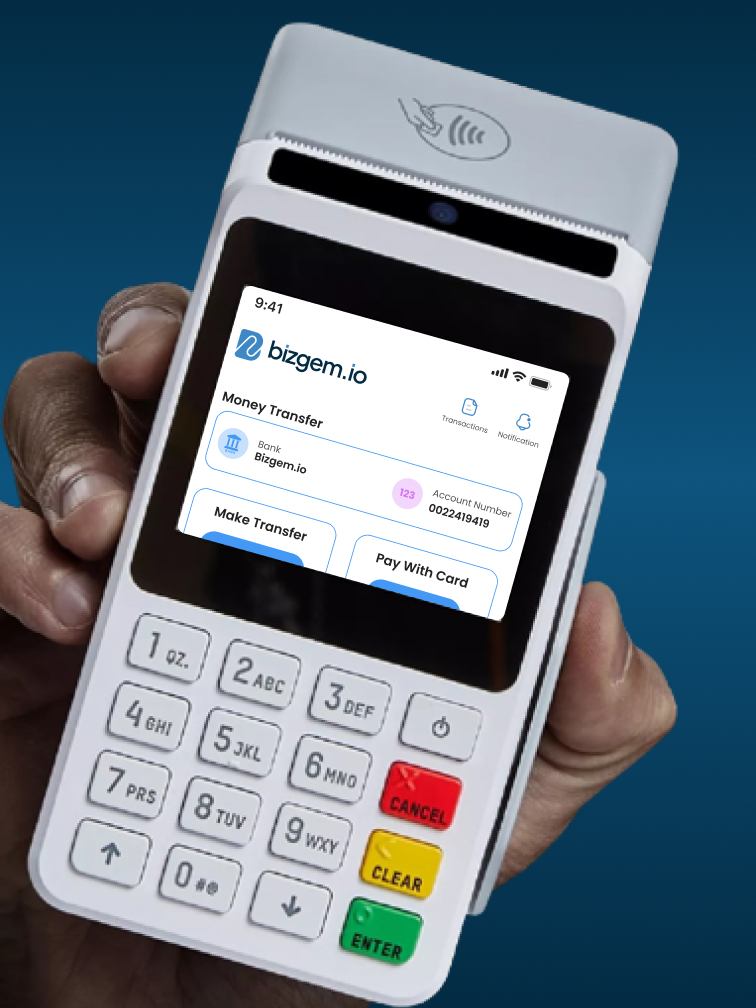 9:41
bizgem.io
Transactions
Notification
Money Transfer
Bank
Bizgem.io
123
Account Number
0022419419
Make Transfer
Pay With Card
1 QZ.
2 ABC
3 DEF
4 GHI
5 JKL
6 MNO
CANCEL
7 PRS
8 TUV
9 WXY
CLEAR
0 #@
ENTER